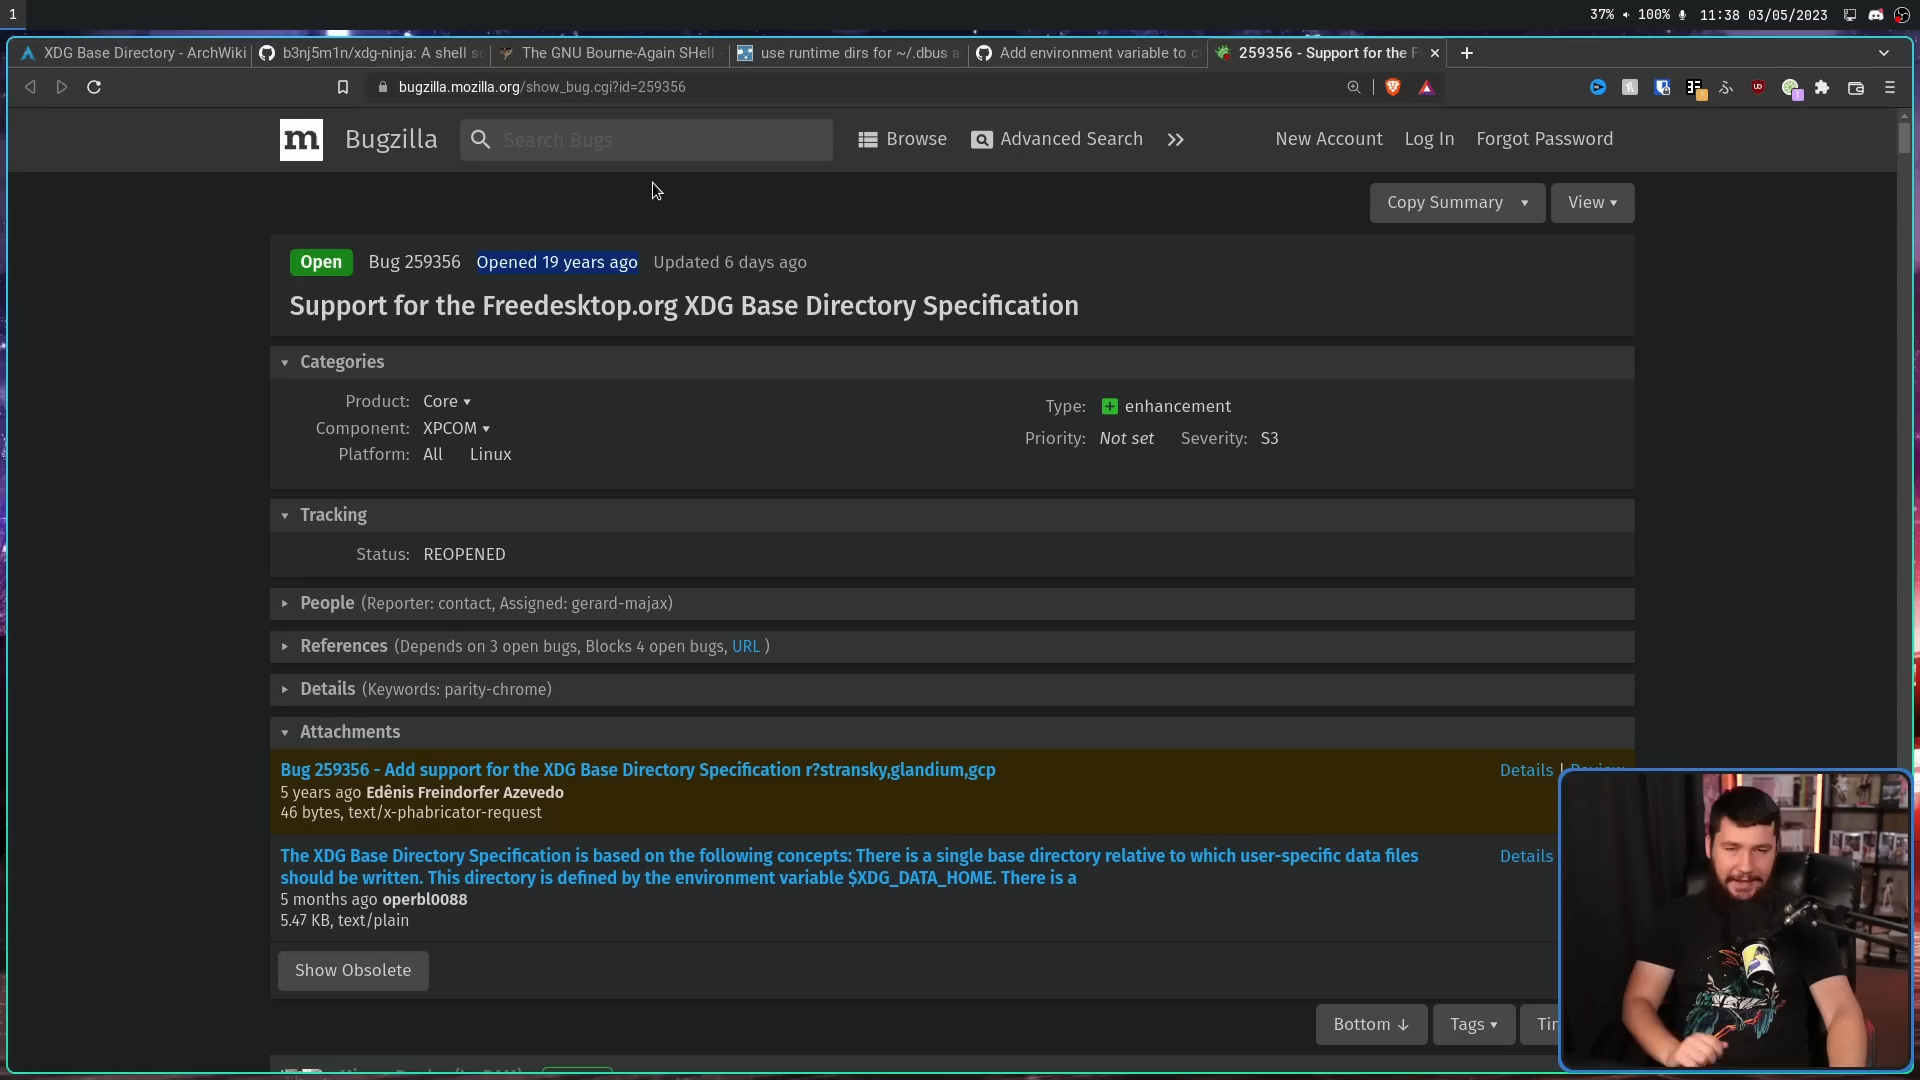 1
37% 100% 11:38 03/05/2023
XDG Base Directory - ArchWiki
b3nj5m1n/xdg-ninja: A shell sc
The GNU Bourne-Again SHell
use runtime dirs for ~/.dbus a
Add environment variable to c
259356 - Support for the F
bugzilla.mozilla.org/show_bug.cgi?id=259356
m Bugzilla
Search Bugs
Browse
Advanced Search
New Account Log In Forgot Password
Copy Summary ▾ View ▾
Open Bug 259356 Opened 19 years ago Updated 6 days ago
Support for the Freedesktop.org XDG Base Directory Specification
▾ Categories
Product: Core ▾
Component: XPCOM ▾
Platform: All Linux
Type: enhancement
Priority: Not set Severity: S3
▾ Tracking
Status: REOPENED
▸ People (Reporter: contact, Assigned: gerard-majax)
▸ References (Depends on 3 open bugs, Blocks 4 open bugs, URL )
▸ Details (Keywords: parity-chrome)
▾ Attachments
Bug 259356 - Add support for the XDG Base Directory Specification r?stransky,glandium,gcp
5 years ago Edênis Freindorfer Azevedo
46 bytes, text/x-phabricator-request
Details |
The XDG Base Directory Specification is based on the following concepts: There is a single base directory relative to which user-specific data files
should be written. This directory is defined by the environment variable $XDG_DATA_HOME. There is a
5 months ago operbl0088
5.47 KB, text/plain
Details
Show Obsolete
Bottom ↓ Tags ▾ Tir